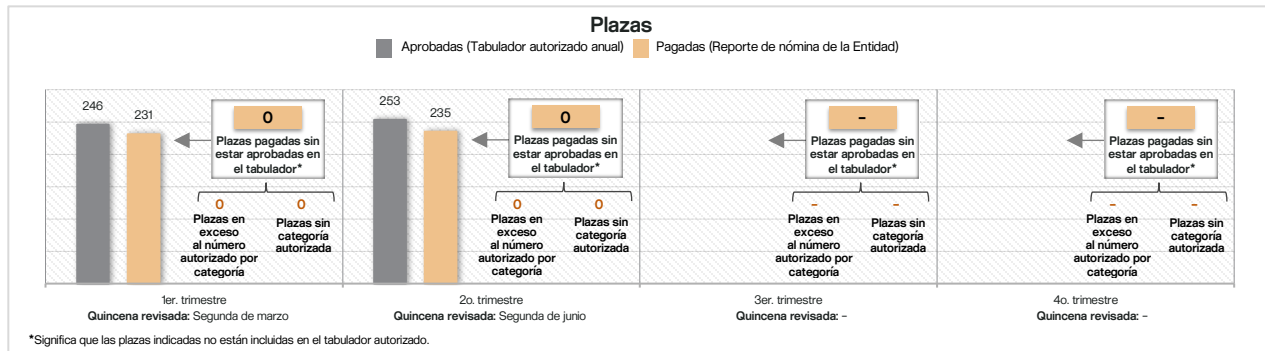 Plazas
Aprobadas (Tabulador autorizado anual) Pagadas (Reporte de nómina de la Entidad)
246
231
0
Plazas pagadas sin
estar aprobadas en
el tabulador*
0
Plazas en
exceso
al número
autorizado por
categoría
0
Plazas sin
categoría
autorizada
1er. trimestre
Quincena revisada: Segunda de marzo
253
235
0
Plazas pagadas sin
estar aprobadas en
el tabulador*
0
Plazas en
exceso
al número
autorizado por
categoría
0
Plazas sin
categoría
autorizada
2o. trimestre
Quincena revisada: Segunda de junio
-
Plazas pagadas sin
estar aprobadas en
el tabulador*
-
Plazas en
exceso
al número
autorizado por
categoría
-
Plazas sin
categoría
autorizada
3er. trimestre
Quincena revisada: -
-
Plazas pagadas sin
estar aprobadas en
el tabulador*
-
Plazas en
exceso
al número
autorizado por
categoría
-
Plazas sin
categoría
autorizada
4o. trimestre
Quincena revisada: -
*Significa que las plazas indicadas no están incluidas en el tabulador autorizado.